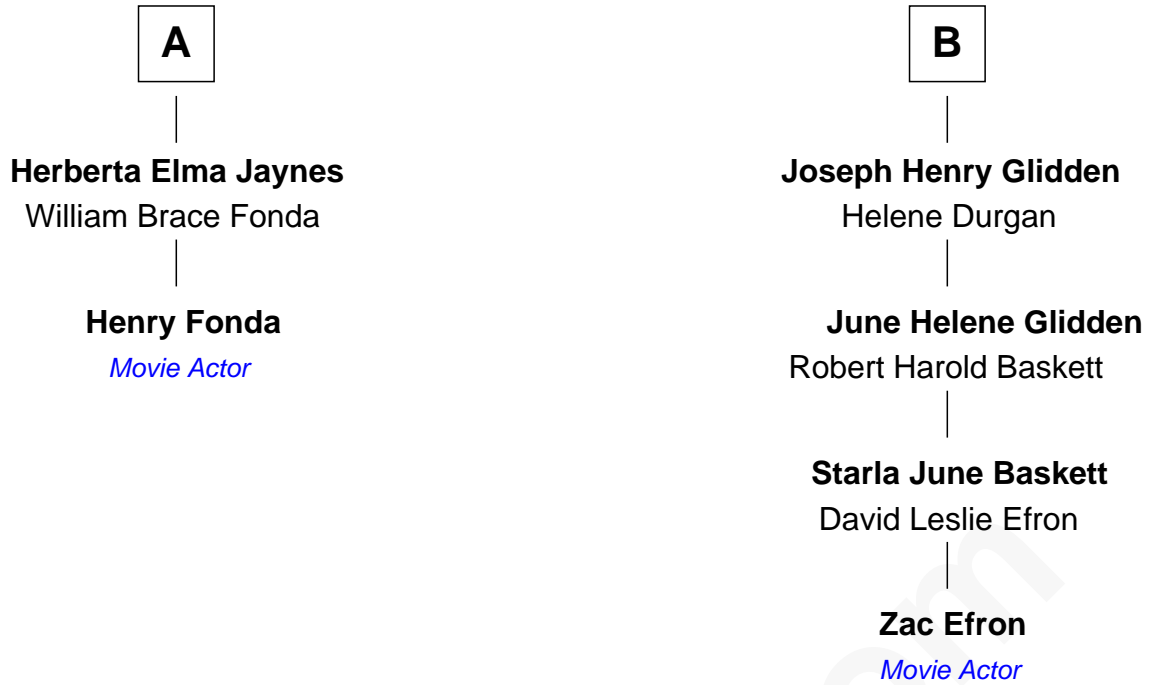 A
Herberta Elma Jaynes
William Brace Fonda
Henry Fonda
Movie Actor
B
Joseph Henry Glidden
Helene Durgan
June Helene Glidden
Robert Harold Baskett
Starla June Baskett
David Leslie Efron
Zac Efron
Movie Actor
om